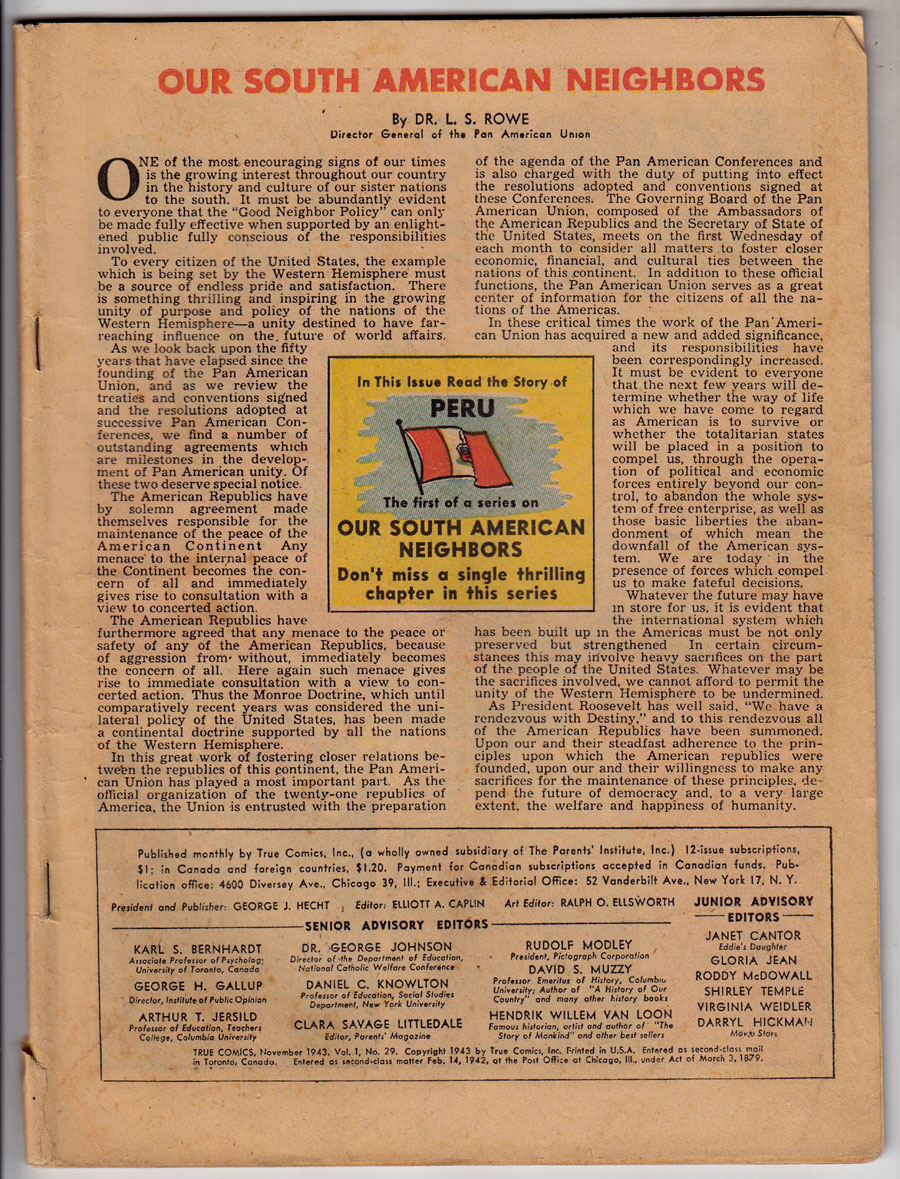 OUR SOUTH AMERICAN NEIGHBORS
By DR. L. S. ROWE
Director General of the Pan American Union
ONE of the most encouraging signs of our times
is the growing interest throughout our country
in the history and culture of our sister nations
to the south. It must be abundantly evident
to everyone that the "Good Neighbor Policy" can only
be made fully effective when supported by an enlight-
ened public fully conscious of the responsibilities
involved.
To every citizen of the United States, the example
which is being set by the Western Hemisphere must
be a source of endless pride and satisfaction. There
is something thrilling and inspiring in the growing
unity of purpose and policy of the nations of the
Western Hemisphere—a unity destined to have far-
reaching influence on the future of world affairs.
As we look back upon the fifty
years that have elapsed since the
founding of the Pan American
Union, and as we review the
treaties and conventions signed
and the resolutions adopted at
successive Pan American Con-
ferences, we find a number of
outstanding agreements which
are milestones in the develop-
ment of Pan American unity. Of
these two deserve special notice.
The American Republics have
by solemn agreement made
themselves responsible for the
maintenance of the peace of the
American Continent Any
menace to the internal peace of
the Continent becomes the con-
cern of all and immediately
gives rise to consultation with a
view to concerted action.
The American Republics have
furthermore agreed that any menace to the peace or
safety of any of the American Republics, because
of aggression from without, immediately becomes
the concern of all. Here again such menace gives
rise to immediate consultation with a view to con-
certed action. Thus the Monroe Doctrine, which until
comparatively recent years was considered the uni-
lateral policy of the United States, has been made
a continental doctrine supported by all the nations
of the Western Hemisphere.
In this great work of fostering closer relations be-
tween the republics of this continent, the Pan Ameri-
can Union has played a most important part. As the
official organization of the twenty-one republics of
America, the Union is entrusted with the preparation
of the agenda of the Pan American Conferences and
is also charged with the duty of putting into effect
the resolutions adopted and conventions signed at
these Conferences. The Governing Board of the Pan
American Union, composed of the Ambassadors of
the American Republics and the Secretary of State of
the United States, meets on the first Wednesday of
each month to consider all matters to foster closer
economic, financial, and cultural ties between the
nations of this continent. In addition to these official
functions, the Pan American Union serves as a great
center of information for the citizens of all the na-
tions of the Americas.
In these critical times the work of the Pan Ameri-
can Union has acquired a new and added significance,
and its responsibilities have
been correspondingly increased.
It must be evident to everyone
that the next few years will de-
termine whether the way of life
which we have come to regard
as American is to survive or
whether the totalitarian states
will be placed in a position to
compel us, through the opera-
tion of political and economic
forces entirely beyond our con-
trol, to abandon the whole sys-
tem of free enterprise, as well as
those basic liberties the aban-
donment of which mean the
downfall of the American sys-
tem. We are today in the
presence of forces which compel
us to make fateful decisions.
Whatever the future may have
in store for us, it is evident that
the international system which
has been built up in the Americas must be not only
preserved but strengthened In certain circum-
stances this may involve heavy sacrifices on the part
of the people of the United States. Whatever may be
the sacrifices involved, we cannot afford to permit the
unity of the Western Hemisphere to be undermined.
As President Roosevelt has well said, "We have a
rendezvous with Destiny," and to this rendezvous all
of the American Republics have been summoned.
Upon our and their steadfast adherence to the prin-
ciples upon which the American republics were
founded, upon our and their willingness to make any
sacrifices for the maintenance of these principles, de-
pend the future of democracy and, to a very large
extent, the welfare and happiness of humanity.
In This Issue Read the Story of
PERU
The first of a series on
OUR SOUTH AMERICAN
NEIGHBORS
Don't miss a single thrilling
chapter in this series
Published monthly by True Comics, Inc., (a wholly owned subsidiary of The Parents' Institute, Inc.) 12-issue subscriptions,
$1; in Canada and foreign countries, $1.20. Payment for Canadian subscriptions accepted in Canadian funds. Pub-
lication office: 4600 Diversey Ave., Chicago 39, Ill.; Executive & Editorial Office: 52 Vanderbilt Ave., New York 17, N. Y.
President and Publisher: GEORGE J. HECHT Editor: ELLIOTT A. CAPLIN Art Editor: RALPH O. ELLSWORTH
SENIOR ADVISORY EDITORS
KARL S. BERNHARDT
Associate Professor of Psychology
University of Toronto, Canada
GEORGE H. GALLUP
Director, Institute of Public Opinion
ARTHUR T. JERSILD
Professor of Education, Teachers
College, Columbia University
DR. GEORGE JOHNSON
Director of the Department of Education,
National Catholic Welfare Conference
DANIEL C. KNOWLTON
Professor of Education, Social Studies
Department, New York University
CLARA SAVAGE LITTLEDALE
Editor, Parents' Magazine
RUDOLF MODLEY
President, Pictograph Corporation
DAVID S. MUZZY
Professor Emeritus of History, Columbia
University; Author of "A History of Our
Country" and many other history books
HENDRIK WILLEM VAN LOON
Famous historian, artist and author of "The
Story of Mankind" and other best sellers
JUNIOR ADVISORY
EDITORS
JANET CANTOR
Eddie's Daughter
GLORIA JEAN
RODDY McDOWALL
SHIRLEY TEMPLE
VIRGINIA WEIDLER
DARRYL HICKMAN
Movie Stars
TRUE COMICS, November 1943. Vol. 1, No. 29. Copyright 1943 by True Comics, Inc. Printed in U.S.A. Entered as second-class mail
in Toronto, Canada. Entered as second-class matter Feb. 14, 1942, at the Post Office at Chicago, Ill., under Act of March 3, 1879.